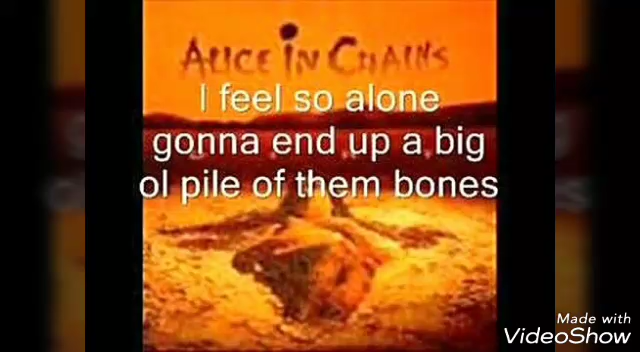 ALICE IN CHAINS
I feel so alone
gonna end up a big
ol pile of them bones
Made with
VideoShow